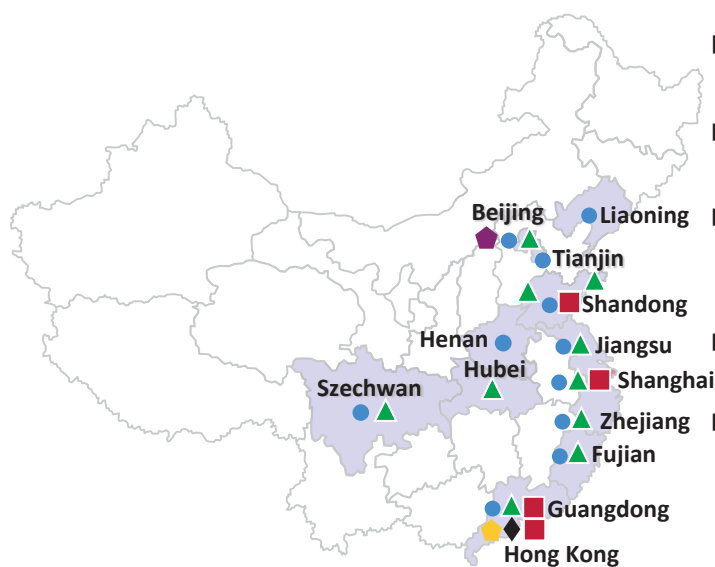 Beijing
Liaoning
Tianjin
Shandong
Henan
Jiangsu
Hubei
Szechwan
Shanghai
Zhejiang
Fujian
Guangdong
Hong Kong